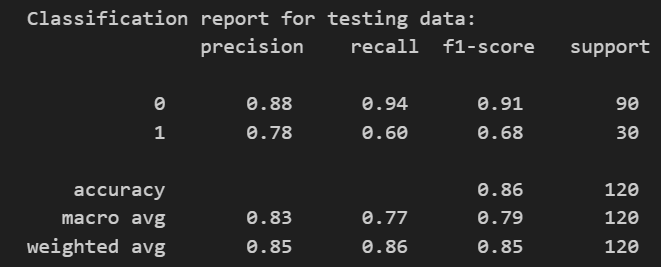 Classification report for testing data:
precision recall f1-score support
0 0.88 0.94 0.91 90
1 0.78 0.60 0.68 30
accuracy 0.86 120
macro avg 0.83 0.77 0.79 120
weighted avg 0.85 0.86 0.85 120